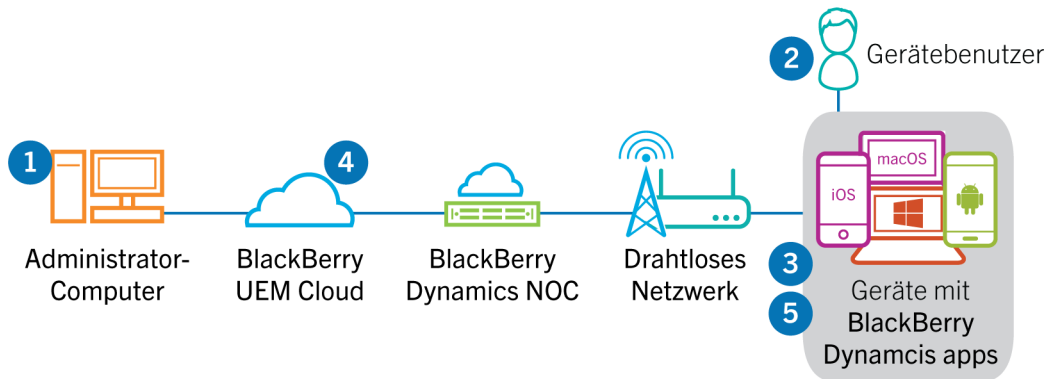 2
Gerätebenutzer
1
4
macOS
iOS
Administrator-
Computer
BlackBerry
UEM Cloud
BlackBerry
Dynamics NOC
Drahtloses
Netzwerk
3
5
Geräte mit
BlackBerry
Dynamcis apps